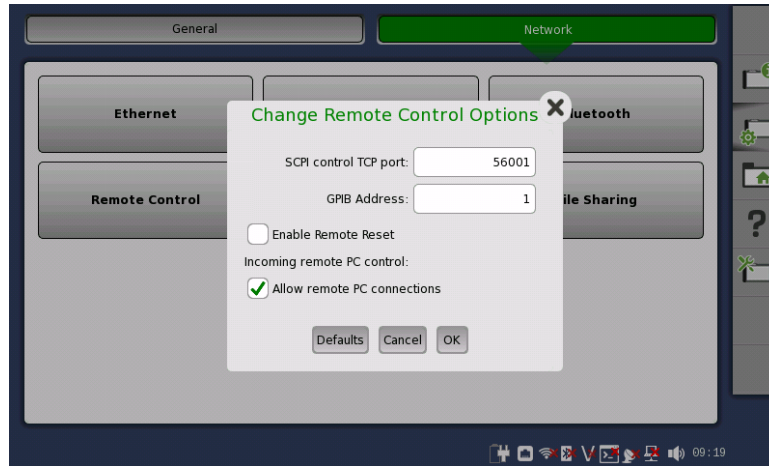 General
Network
Ethernet
luetooth
Change Remote Control Options
SCPI control TCP port: 56001
Remote Control
GPIB Address: 1
ile Sharing
Enable Remote Reset
Incoming remote PC control:
Allow remote PC connections
Defaults Cancel OK
?
09:19